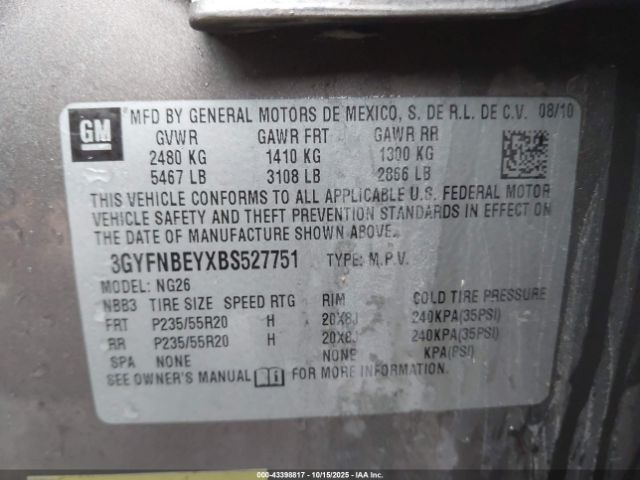 GM
MFD BY GENERAL MOTORS DE MEXICO, S. DE R.L. DE C.V. 08/10
GVWR GAWR FRT GAWR RR
2480 KG 1410 KG 1300 KG
5467 LB 3108 LB 2866 LB
THIS VEHICLE CONFORMS TO ALL APPLICABLE U.S. FEDERAL MOTOR
VEHICLE SAFETY AND THEFT PREVENTION STANDARDS IN EFFECT ON
THE DATE OF MANUFACTURE SHOWN ABOVE.
3GYFNBEYXBS527751 TYPE: M.P.V.
MODEL: NG26
NBB3 TIRE SIZE SPEED RTG RIM COLD TIRE PRESSURE
FRT P235/55R20 H 20X8J 240KPA(35PSI)
RR P235/55R20 H 20X8J 240KPA(35PSI)
SPA NONE NONE KPA(PSI)
SEE OWNER'S MANUAL FOR MORE INFORMATION.
000-43398817 - 10/15/2025 - IAA